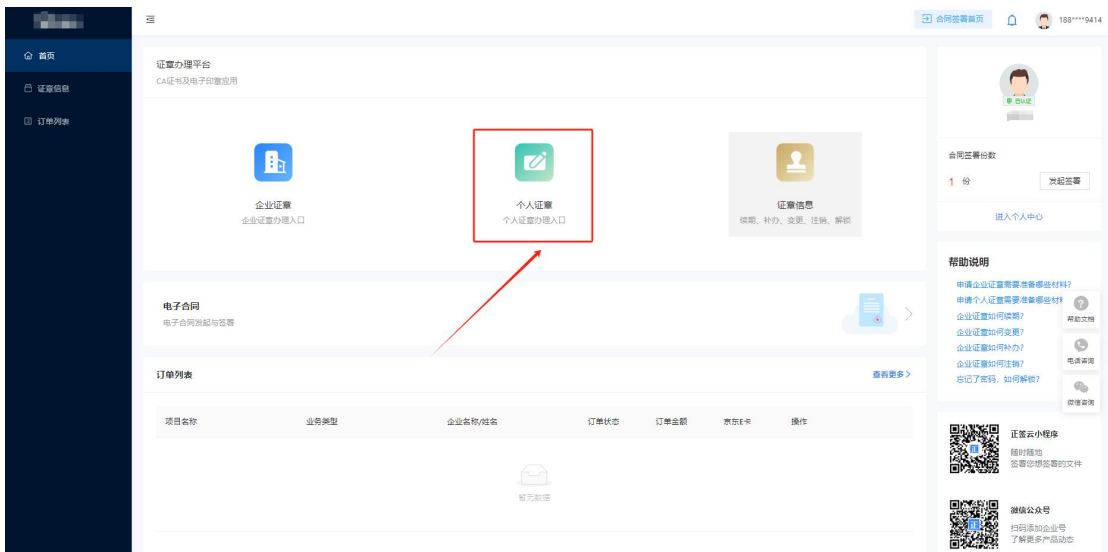 合同签署首页
188****9414
首页
证章信息
订单列表
证章办理平台
CA证书及电子印章应用
企业证章
企业证章办理入口
个人证章
个人证章办理入口
证章信息
续期、补办、变更、注销、解锁
电子合同
电子合同发起与签署
订单列表
查看更多>
项目名称 业务类型 企业名称/姓名 订单状态 订单金额 京东E卡 操作
暂无数据
已认证
合同签署份数
1 份
发起签署
进入个人中心
帮助说明
申请企业证章需要准备哪些材料?
申请个人证章需要准备哪些材
企业证章如何续期?
企业证章如何变更?
企业证章如何补办?
企业证章如何注销?
忘记了密码，如何解锁?
帮助文档
电话咨询
微信咨询
正
正签云小程序
随时随地
签署您想签署的文件
正
微信公众号
扫码添加企业号
了解更多产品动态